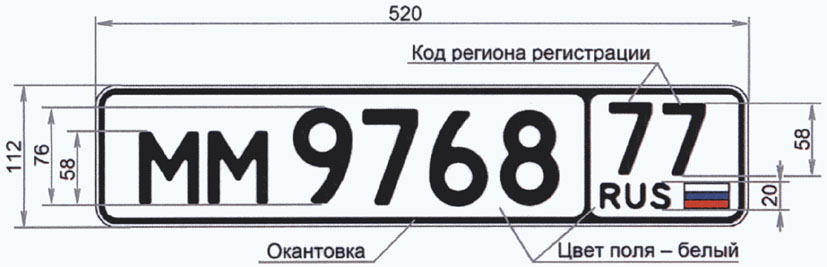 520
Код региона регистрации
112
76
58
ММ 9768 77
RUS
58
20
Окантовка
Цвет поля – белый